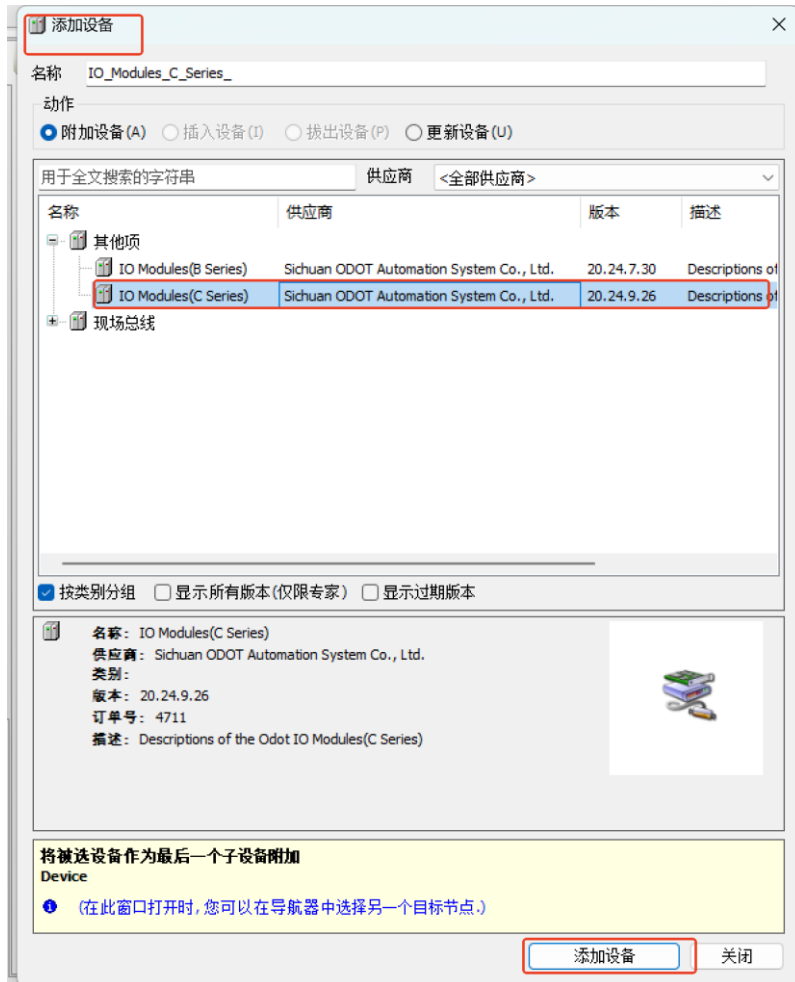 添加设备
名称 IO_Modules_C_Series_
动作
附加设备(A) 插入设备(I) 拔出设备(P) 更新设备(U)
用于全文搜索的字符串 供应商 <全部供应商>
名称 供应商 版本 描述
其他项
IO Modules(B Series) Sichuan ODOT Automation System Co., Ltd. 20.24.7.30 Descriptions of
IO Modules(C Series) Sichuan ODOT Automation System Co., Ltd. 20.24.9.26 Descriptions of
现场总线
按类别分组 显示所有版本(仅限专家) 显示过期版本
名称: IO Modules(C Series)
供应商: Sichuan ODOT Automation System Co., Ltd.
类别:
版本: 20.24.9.26
订单号: 4711
描述: Descriptions of the Odot IO Modules(C Series)
将被选设备作为最后一个子设备附加
Device
(在此窗口打开时,您可以在导航器中选择另一个目标节点.)
添加设备 关闭